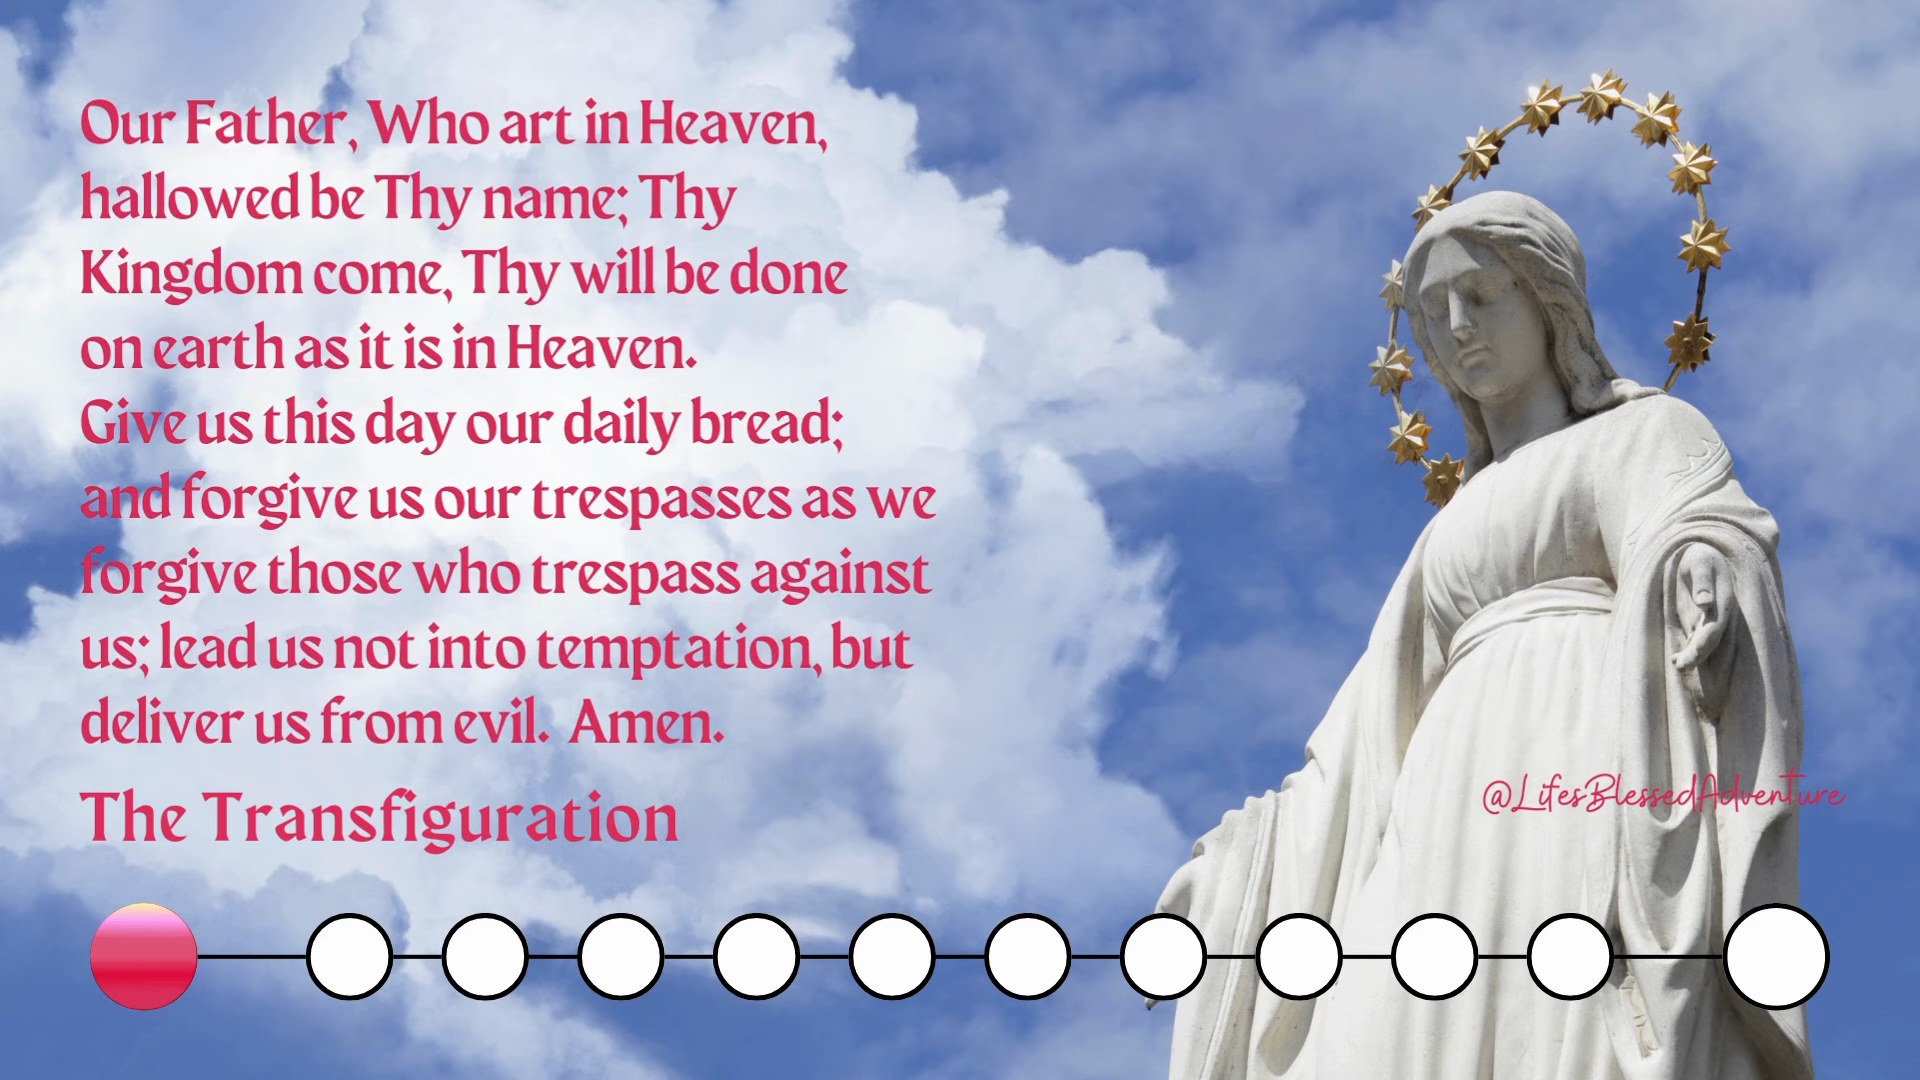 Our Father, Who art in Heaven,
hallowed be Thy name; Thy
Kingdom come, Thy will be done
on earth as it is in Heaven.
Give us this day our daily bread;
and forgive us our trespasses as we
forgive those who trespass against
us; lead us not into temptation, but
deliver us from evil.  Amen.
The Transfiguration
@LifesBlessedAdventure